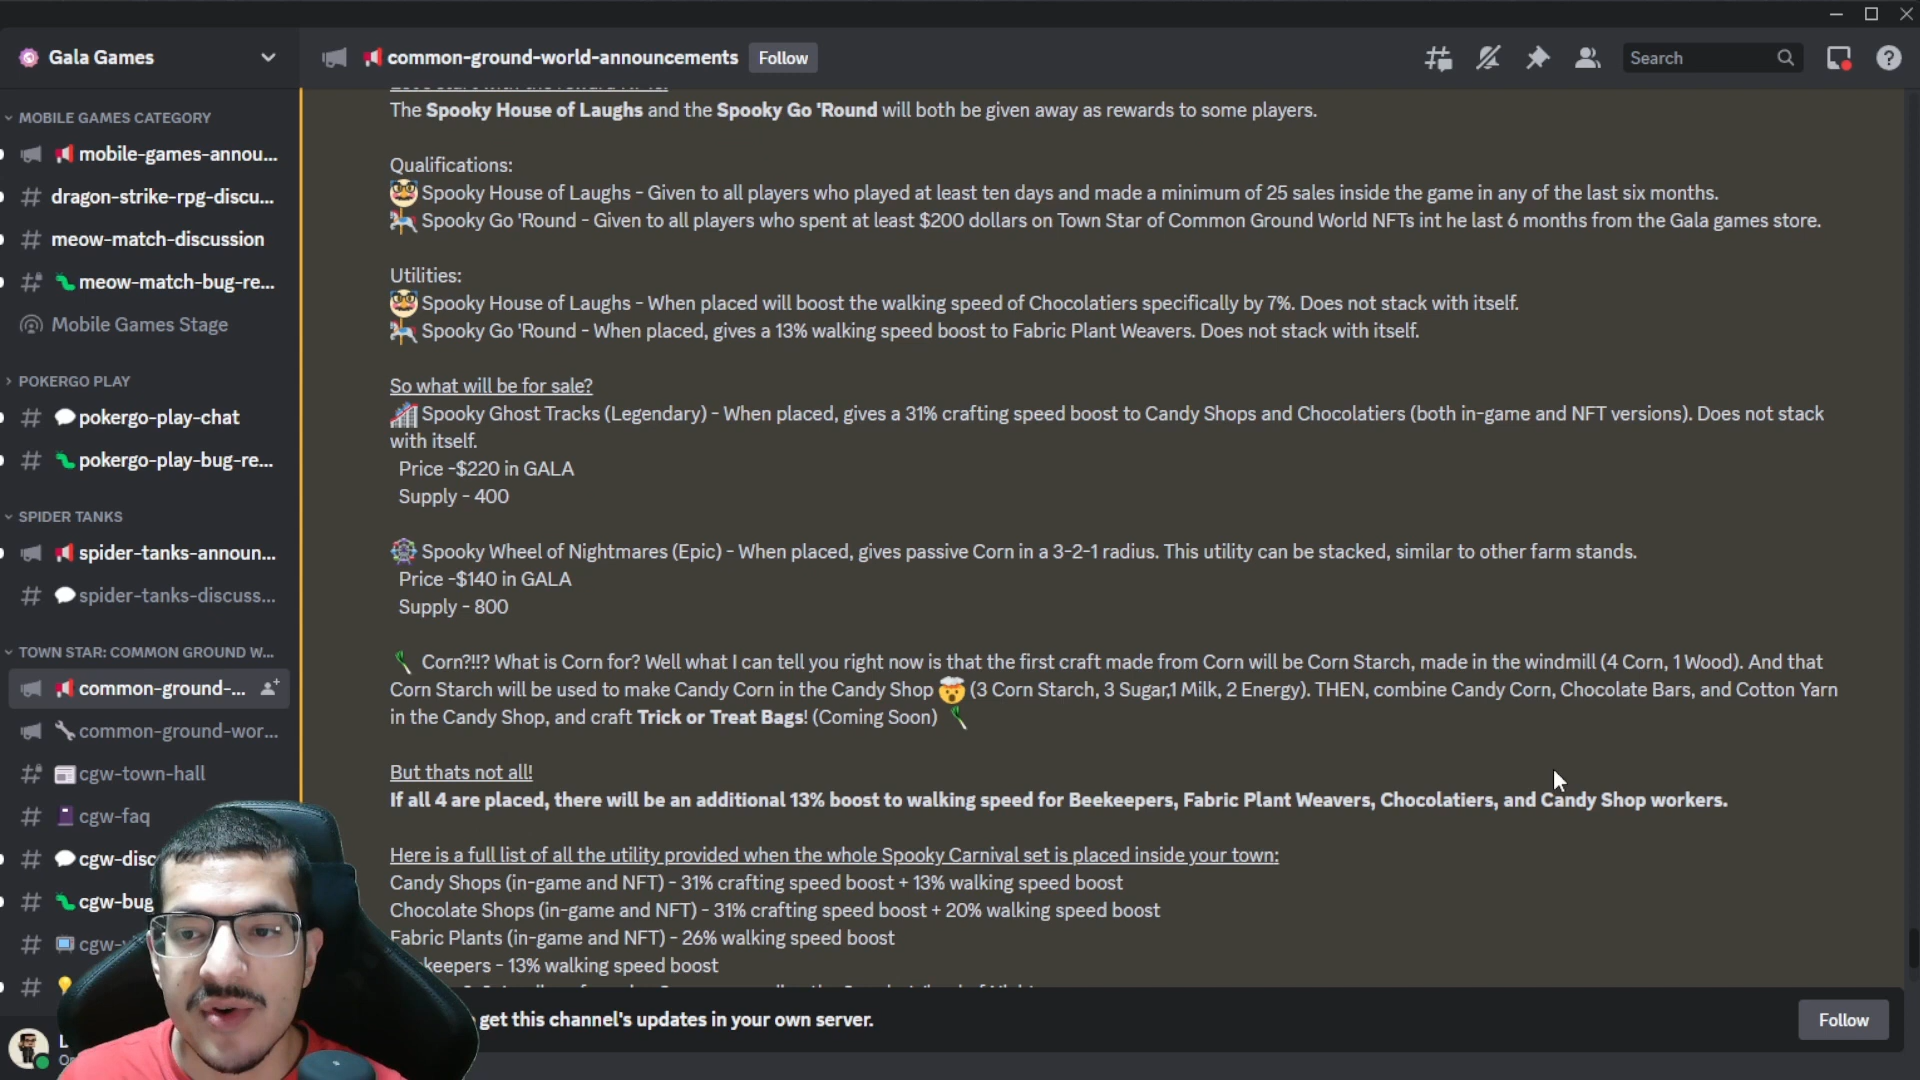 Gala Games
common-ground-world-announcements
Follow
Search
MOBILE GAMES CATEGORY
mobile-games-annou...
dragon-strike-rpg-discu...
meow-match-discussion
meow-match-bug-re...
Mobile Games Stage
POKERGO PLAY
pokergo-play-chat
pokergo-play-bug-re...
SPIDER TANKS
spider-tanks-announ...
spider-tanks-discuss...
TOWN STAR: COMMON GROUND W...
common-ground-...
common-ground-wor...
cgw-town-hall
cgw-faq
cgw-disc
cgw-bug
The Spooky House of Laughs and the Spooky Go 'Round will both be given away as rewards to some players.
Qualifications:
Spooky House of Laughs - Given to all players who played at least ten days and made a minimum of 25 sales inside the game in any of the last six months.
Spooky Go 'Round - Given to all players who spent at least $200 dollars on Town Star of Common Ground World NFTs int he last 6 months from the Gala games store.
Utilities:
Spooky House of Laughs - When placed will boost the walking speed of Chocolatiers specifically by 7%. Does not stack with itself.
Spooky Go 'Round - When placed, gives a 13% walking speed boost to Fabric Plant Weavers. Does not stack with itself.
So what will be for sale?
Spooky Ghost Tracks (Legendary) - When placed, gives a 31% crafting speed boost to Candy Shops and Chocolatiers (both in-game and NFT versions). Does not stack
with itself.
Price -$220 in GALA
Supply - 400
Spooky Wheel of Nightmares (Epic) - When placed, gives passive Corn in a 3-2-1 radius. This utility can be stacked, similar to other farm stands.
Price -$140 in GALA
Supply - 800
Corn?!!? What is Corn for? Well what I can tell you right now is that the first craft made from Corn will be Corn Starch, made in the windmill (4 Corn, 1 Wood). And that
Corn Starch will be used to make Candy Corn in the Candy Shop (3 Corn Starch, 3 Sugar,1 Milk, 2 Energy). THEN, combine Candy Corn, Chocolate Bars, and Cotton Yarn
in the Candy Shop, and craft Trick or Treat Bags! (Coming Soon)
But thats not all!
If all 4 are placed, there will be an additional 13% boost to walking speed for Beekeepers, Fabric Plant Weavers, Chocolatiers, and Candy Shop workers.
Here is a full list of all the utility provided when the whole Spooky Carnival set is placed inside your town:
Candy Shops (in-game and NFT) - 31% crafting speed boost + 13% walking speed boost
Chocolate Shops (in-game and NFT) - 31% crafting speed boost + 20% walking speed boost
Fabric Plants (in-game and NFT) - 26% walking speed boost
keepers - 13% walking speed boost
get this channel's updates in your own server.
Follow